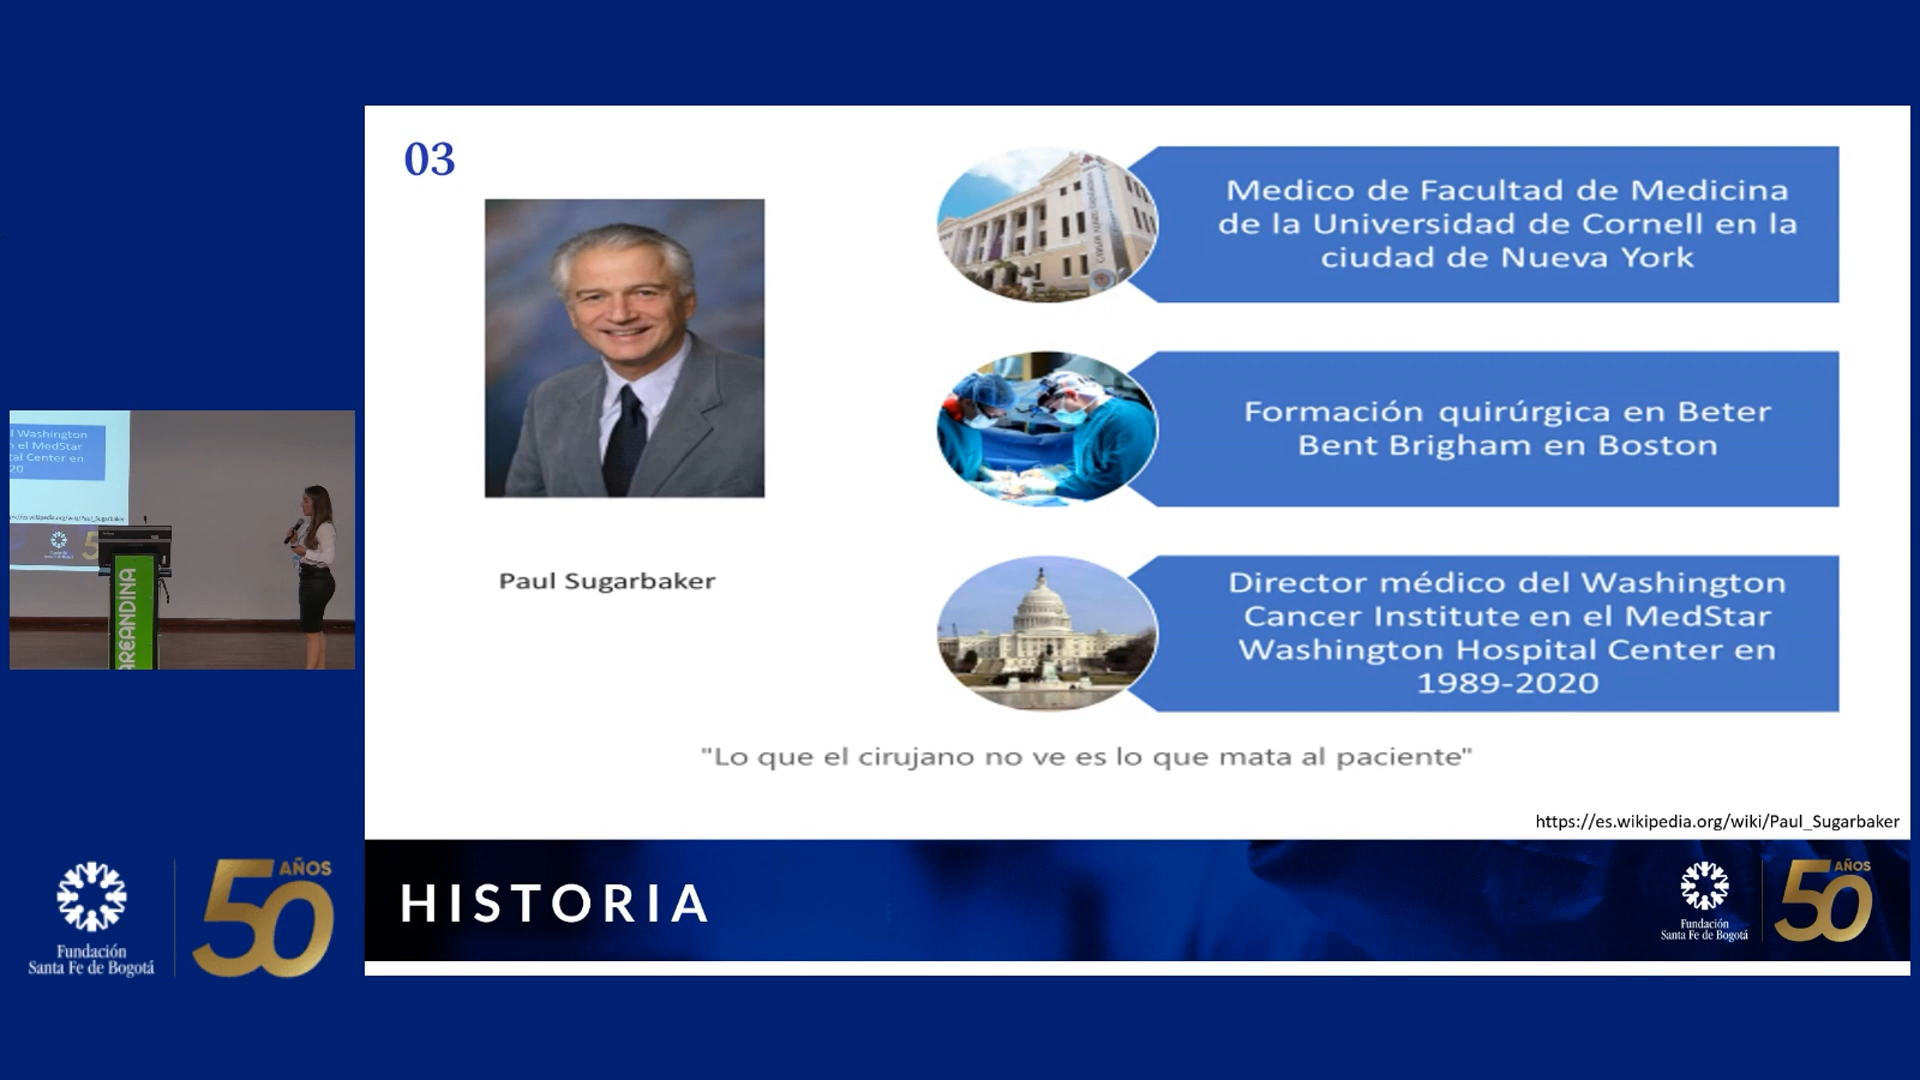 03
Medico de Facultad de Medicina
de la Universidad de Cornell en la
ciudad de Nueva York
Formación quirúrgica en Beter
Bent Brigham en Boston
Director médico del Washington
Cancer Institute en el MedStar
Washington Hospital Center en
1989-2020
Paul Sugarbaker
"Lo que el cirujano no ve es lo que mata al paciente"
https://es.wikipedia.org/wiki/Paul_Sugarbaker
HISTORIA
Fundación
Santa Fe de Bogotá
50 AÑOS
l Washington
n el MedStar
tal Center en
20
AREANDINA
Fundación
Santa Fe de Bogotá
50 AÑOS